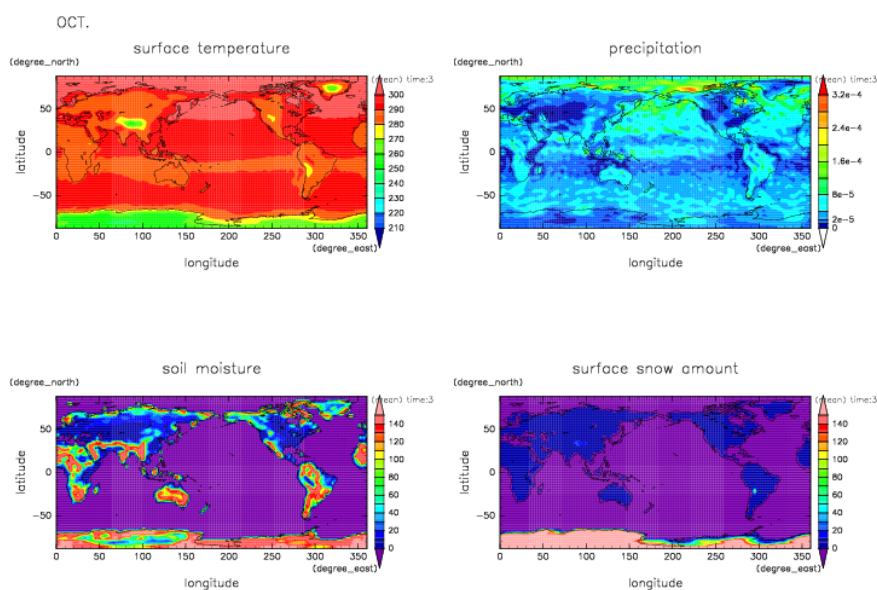 OCT.
surface temperature
(degree_north)
(mean) time:3
latitude
50
0
−50
0 50 100 150 200 250 300 350
(degree_east)
longitude
300
290
280
270
260
250
240
230
220
210
precipitation
(degree_north)
(mean) time:3
latitude
50
0
−50
0 50 100 150 200 250 300 350
(degree_east)
longitude
3.2e−4
2.4e−4
1.6e−4
8e−5
2e−5
0
soil moisture
(degree_north)
(mean) time:3
latitude
50
0
−50
0 50 100 150 200 250 300 350
(degree_east)
longitude
140
120
100
80
60
40
20
0
surface snow amount
(degree_north)
(mean) time:3
latitude
50
0
−50
0 50 100 150 200 250 300 350
(degree_east)
longitude
140
120
100
80
60
40
20
0